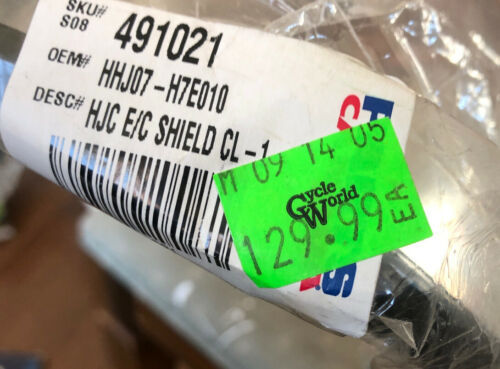 SKU# 491021
S08
OEM# HHJ07-H7E010
DESC# HJC E/C SHIELD CL-1
M 09 14 05
Cycle
World
129.99 EA